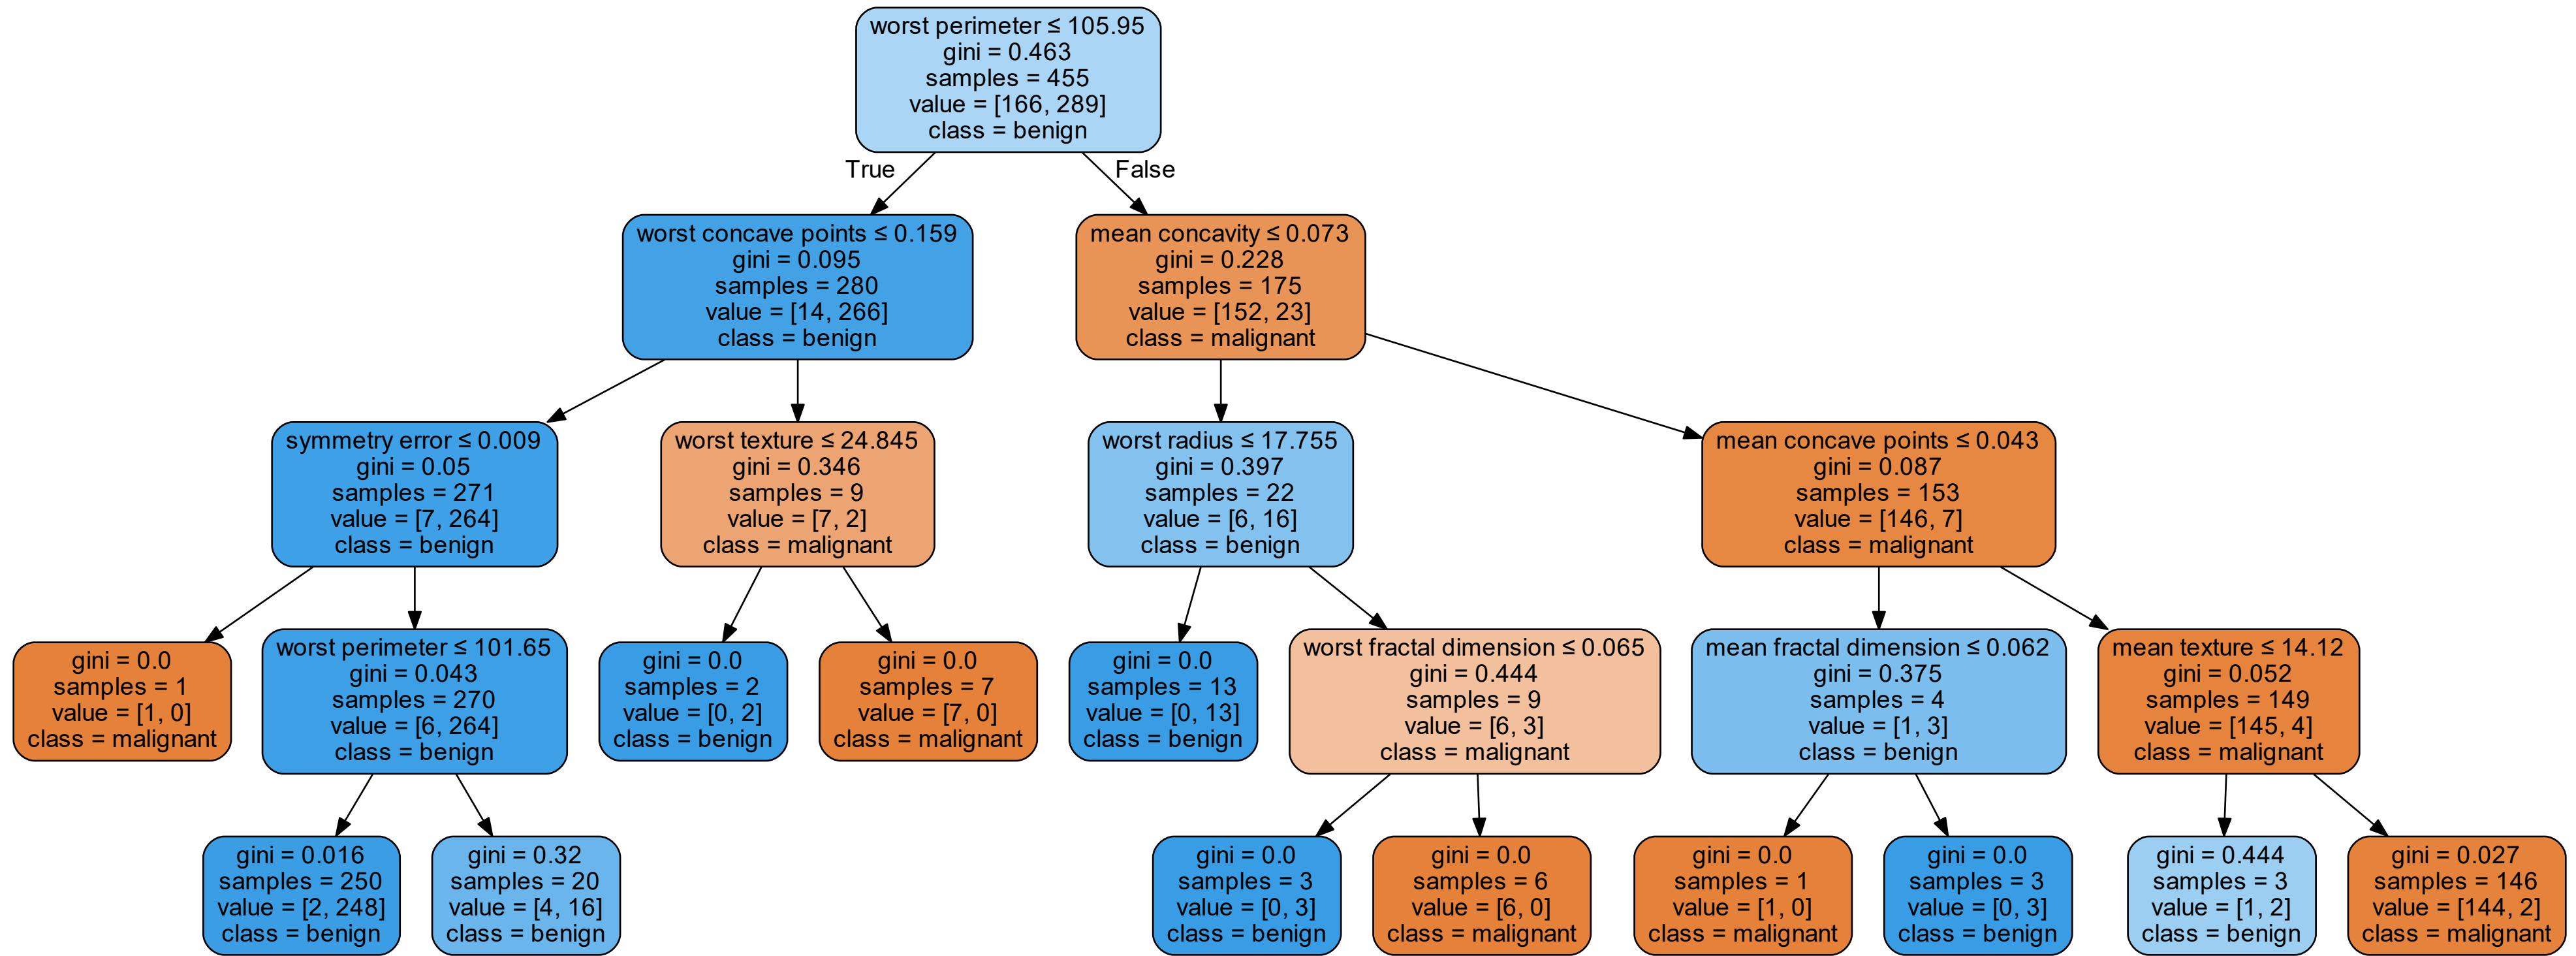 worst perimeter ≤ 105.95
gini = 0.463
samples = 455
value = [166, 289]
class = benign
True
False
worst concave points ≤ 0.159
gini = 0.095
samples = 280
value = [14, 266]
class = benign
mean concavity ≤ 0.073
gini = 0.228
samples = 175
value = [152, 23]
class = malignant
symmetry error ≤ 0.009
gini = 0.05
samples = 271
value = [7, 264]
class = benign
worst texture ≤ 24.845
gini = 0.346
samples = 9
value = [7, 2]
class = malignant
worst radius ≤ 17.755
gini = 0.397
samples = 22
value = [6, 16]
class = benign
mean concave points ≤ 0.043
gini = 0.087
samples = 153
value = [146, 7]
class = malignant
gini = 0.0
samples = 1
value = [1, 0]
class = malignant
worst perimeter ≤ 101.65
gini = 0.043
samples = 270
value = [6, 264]
class = benign
gini = 0.0
samples = 2
value = [0, 2]
class = benign
gini = 0.0
samples = 7
value = [7, 0]
class = malignant
gini = 0.0
samples = 13
value = [0, 13]
class = benign
worst fractal dimension ≤ 0.065
gini = 0.444
samples = 9
value = [6, 3]
class = malignant
mean fractal dimension ≤ 0.062
gini = 0.375
samples = 4
value = [1, 3]
class = benign
mean texture ≤ 14.12
gini = 0.052
samples = 149
value = [145, 4]
class = malignant
gini = 0.016
samples = 250
value = [2, 248]
class = benign
gini = 0.32
samples = 20
value = [4, 16]
class = benign
gini = 0.0
samples = 3
value = [0, 3]
class = benign
gini = 0.0
samples = 6
value = [6, 0]
class = malignant
gini = 0.0
samples = 1
value = [1, 0]
class = malignant
gini = 0.0
samples = 3
value = [0, 3]
class = benign
gini = 0.444
samples = 3
value = [1, 2]
class = benign
gini = 0.027
samples = 146
value = [144, 2]
class = malignant